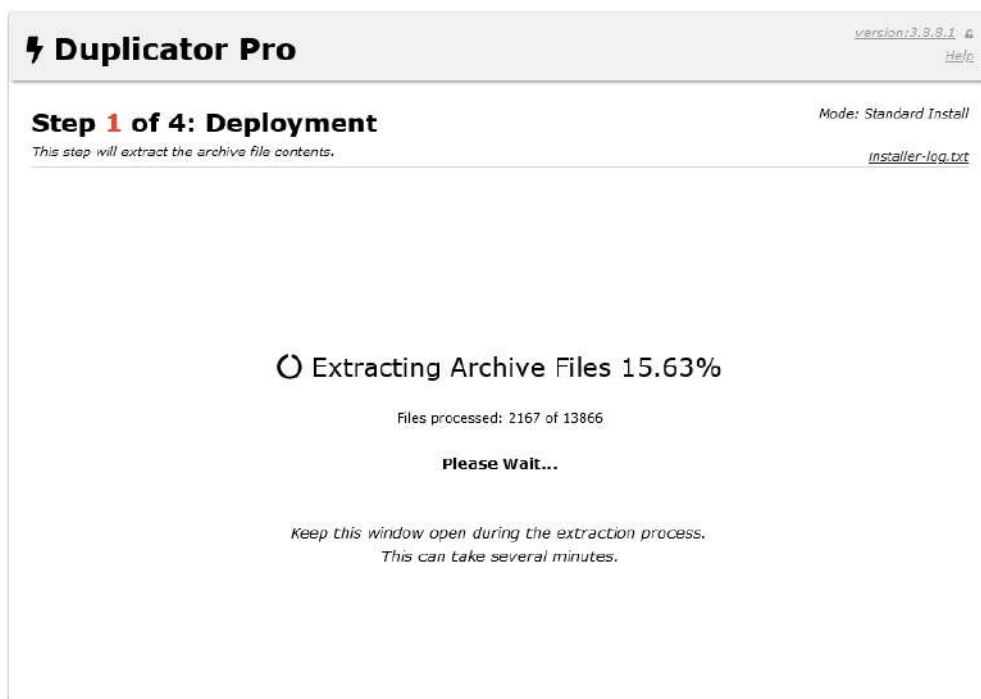 Duplicator Pro
version:3.8.8.1
Help
Step 1 of 4: Deployment
Mode: Standard Install
This step will extract the archive file contents.
installer-log.txt
Extracting Archive Files 15.63%
Files processed: 2167 of 13866
Please Wait...
Keep this window open during the extraction process.
This can take several minutes.